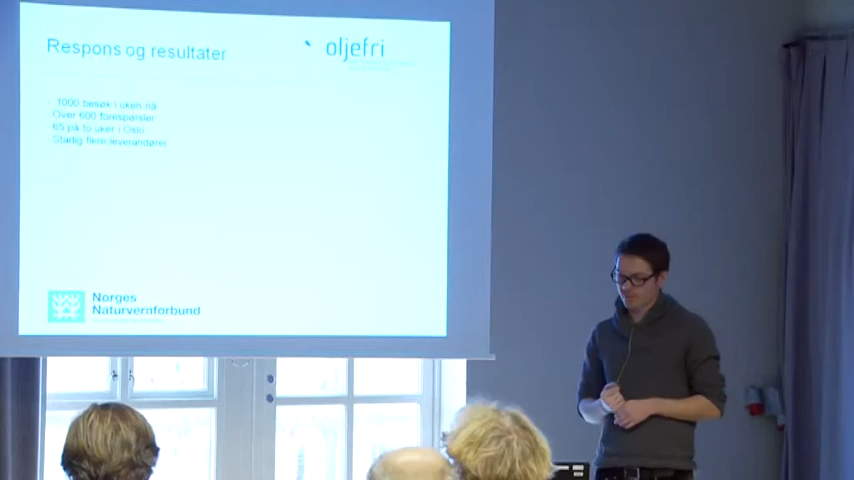 Respons og resultater
oljefri
- 1000 besøk i uken nå
- Over 600 forespørsler
- 65 på to uker i Oslo
- Stadig flere leverandører
Norges
Naturvernforbund